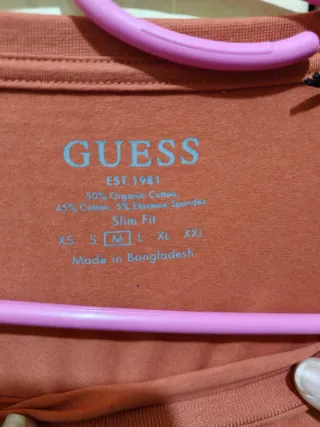 GUESS
EST.1981
50% Organic Cotton,
45% Cotton, 5% Elastane Spandex
Slim Fit
XS S M L XL XXL
Made in Bangladesh